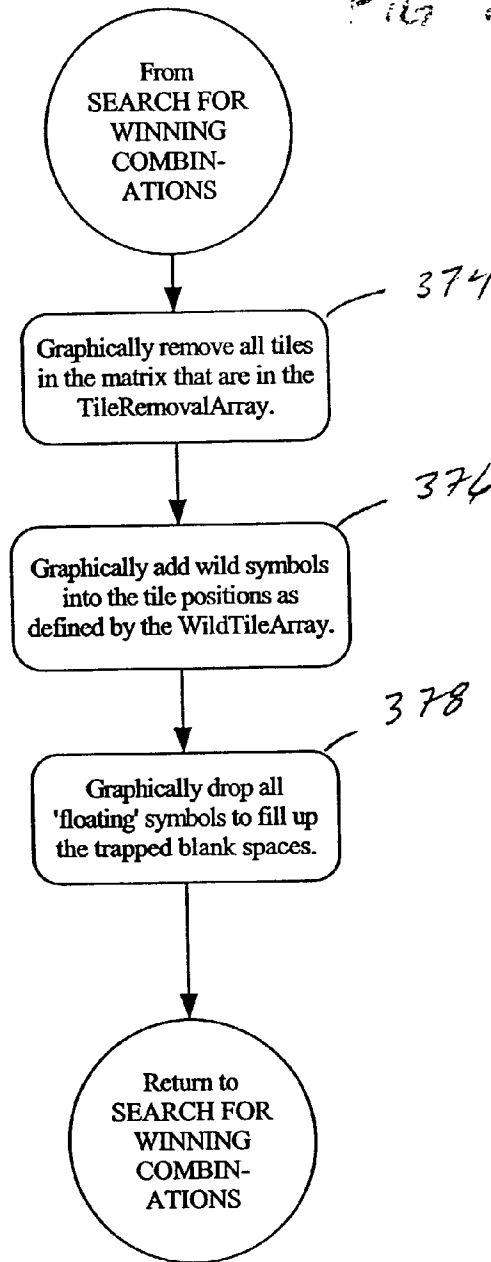 FIG
From
SEARCH FOR
WINNING
COMBIN-
ATIONS
374
Graphically remove all tiles
in the matrix that are in the
TileRemovalArray.
376
Graphically add wild symbols
into the tile positions as
defined by the WildTileArray.
378
Graphically drop all
'floating' symbols to fill up
the trapped blank spaces.
Return to
SEARCH FOR
WINNING
COMBIN-
ATIONS